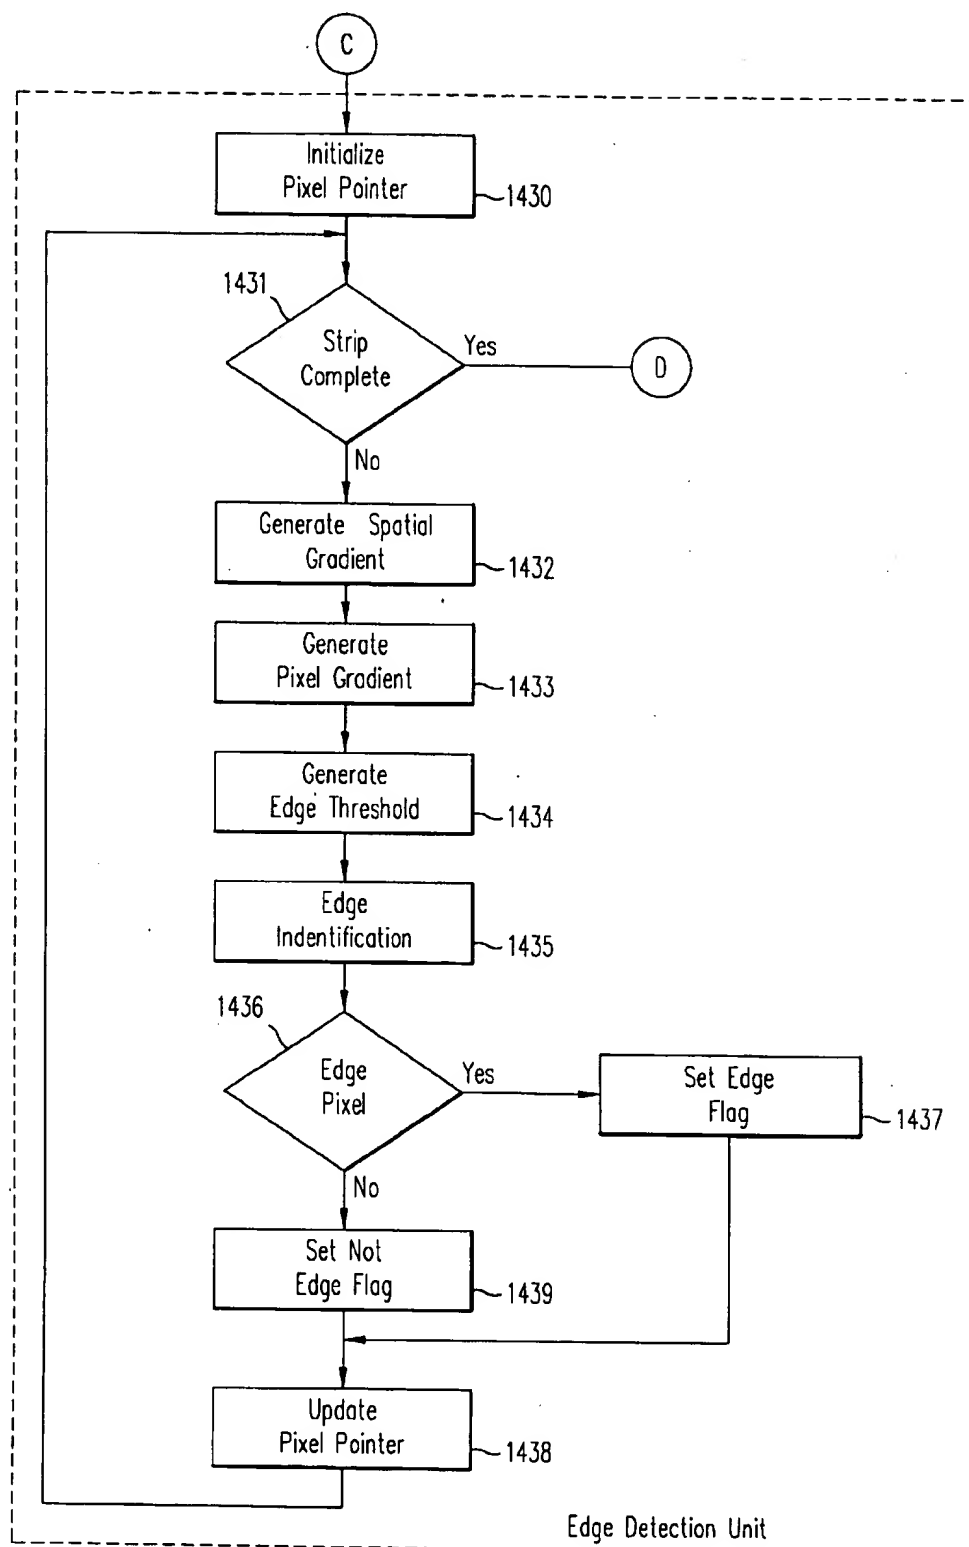 C
Initialize
Pixel Pointer
1430
1431
Strip
Complete
Yes
D
No
Generate Spatial
Gradient
1432
Generate
Pixel Gradient
1433
Generate
Edge Threshold
1434
Edge
Indentification
1435
1436
Edge
Pixel
Yes
Set Edge
Flag
1437
No
Set Not
Edge Flag
1439
Update
Pixel Pointer
1438
Edge Detection Unit